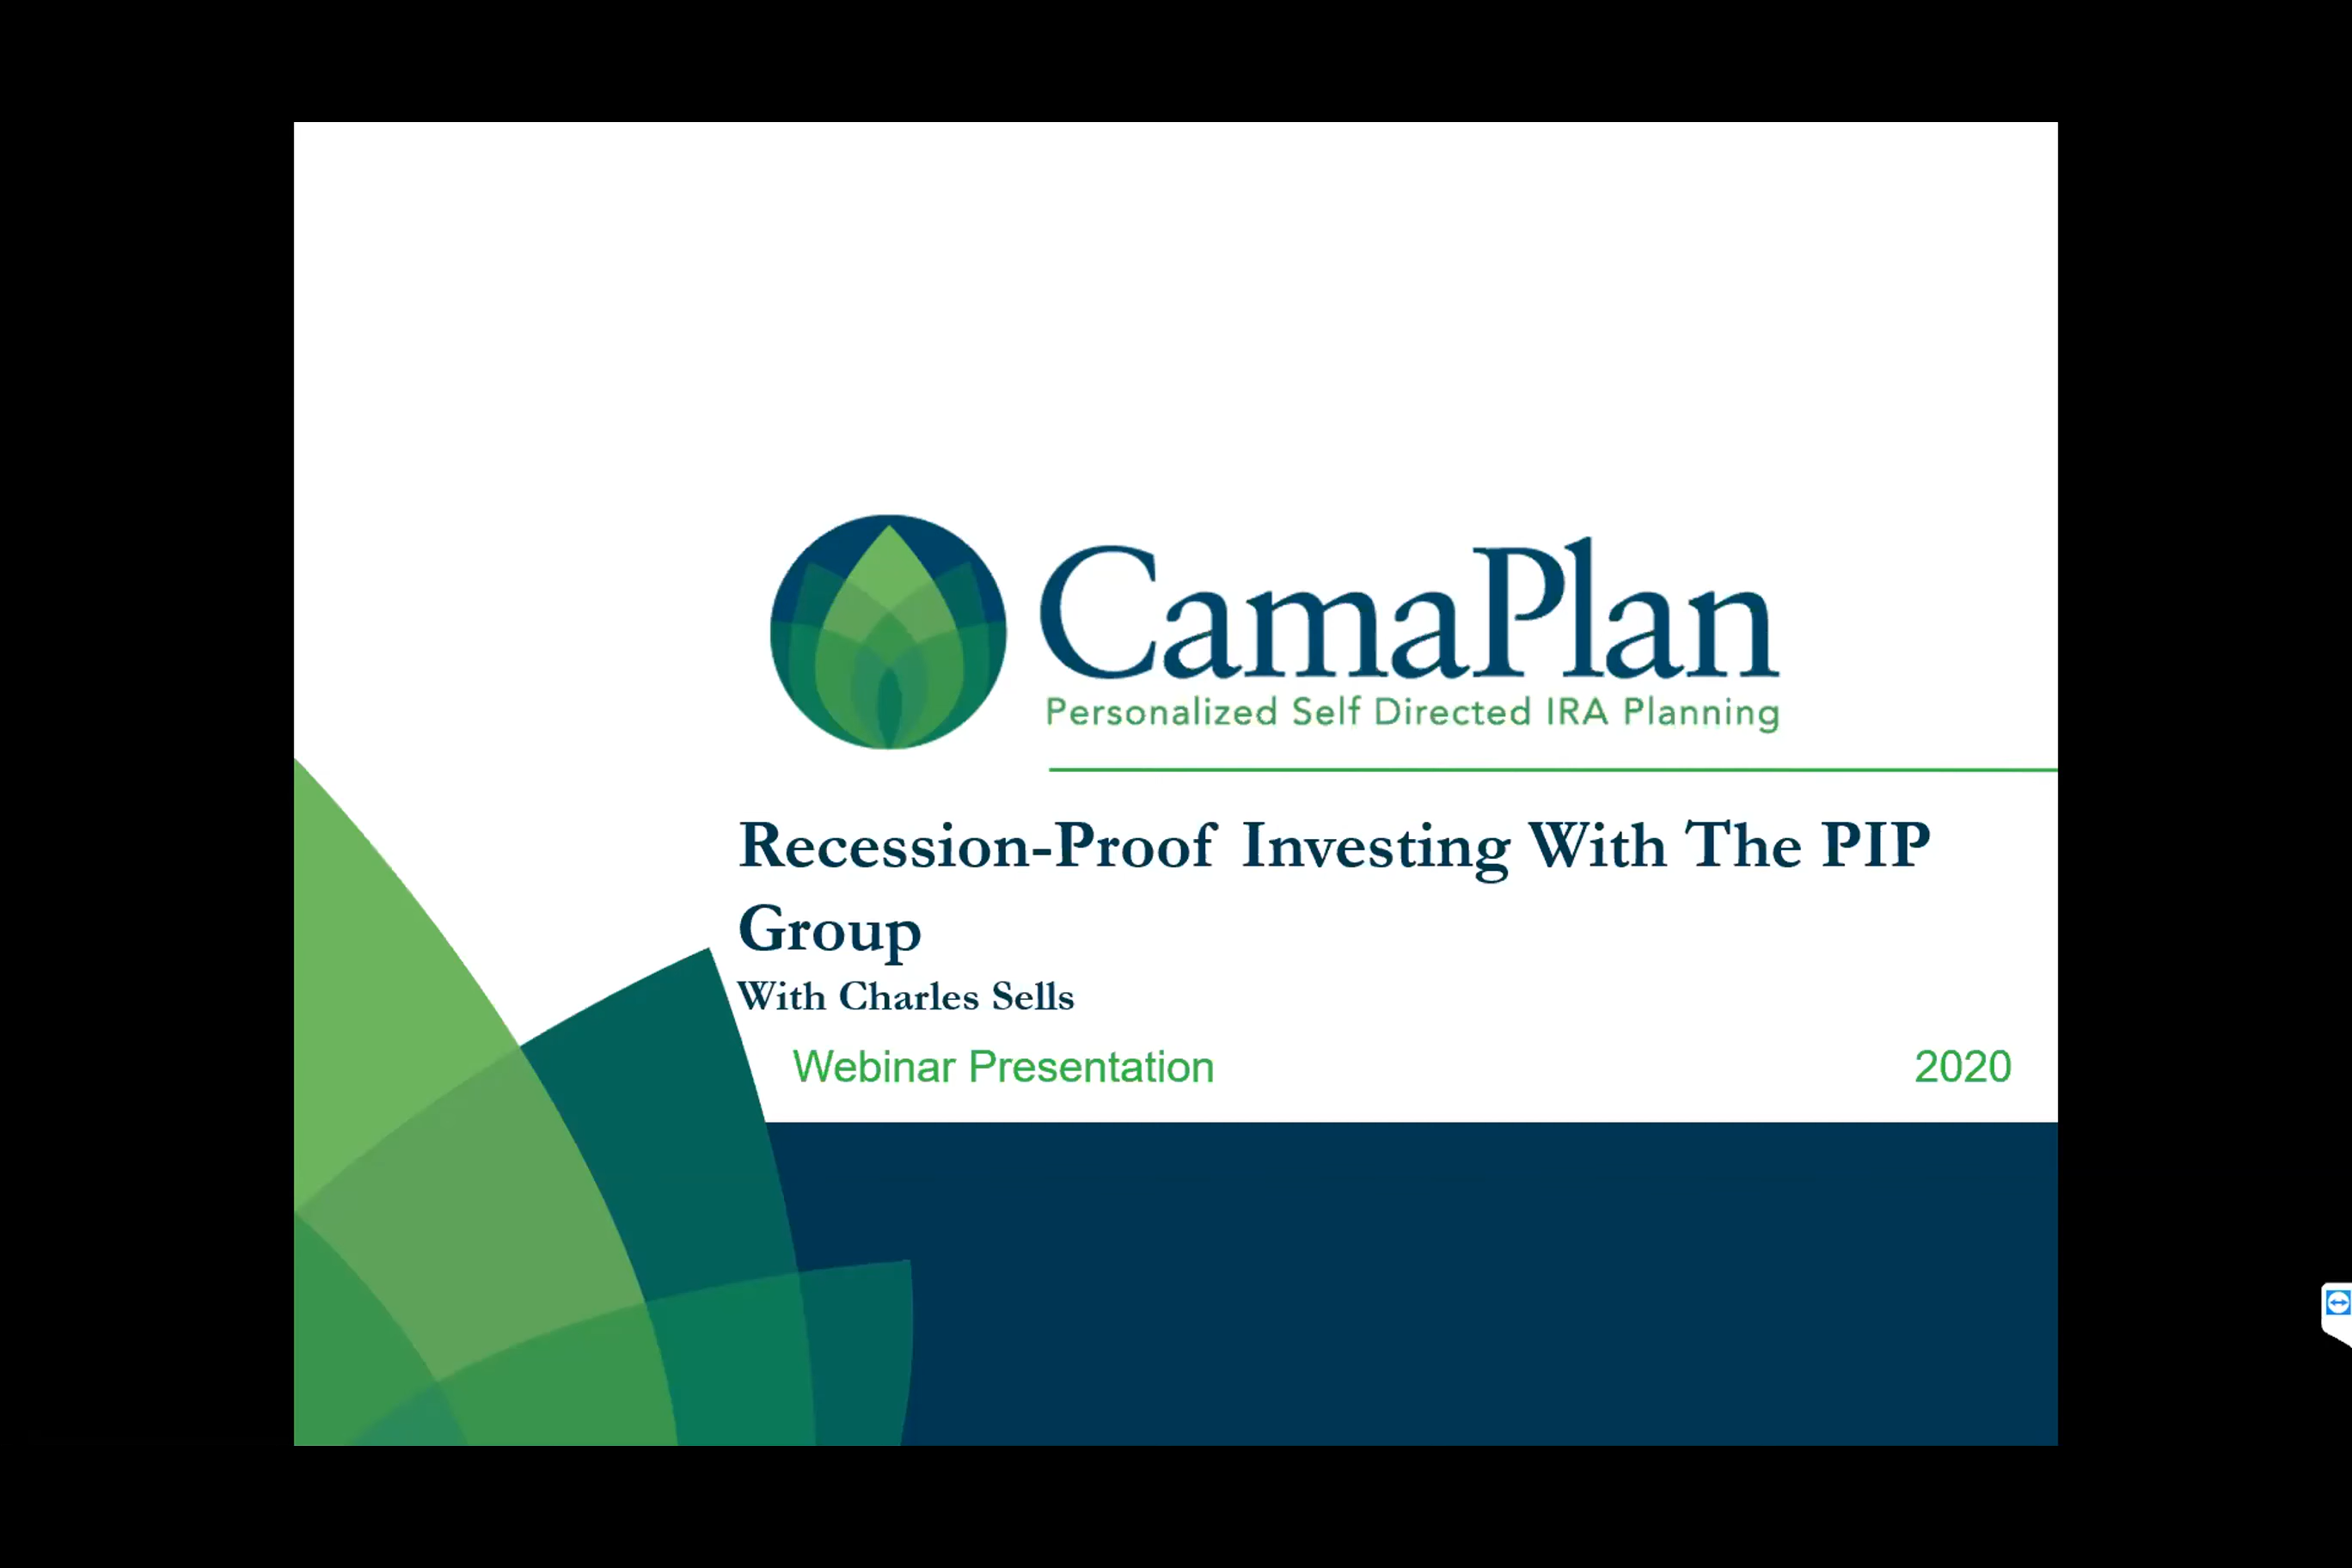 CamaPlan
Personalized Self Directed IRA Planning
Recession-Proof Investing With The PIP
Group
With Charles Sells
Webinar Presentation 2020